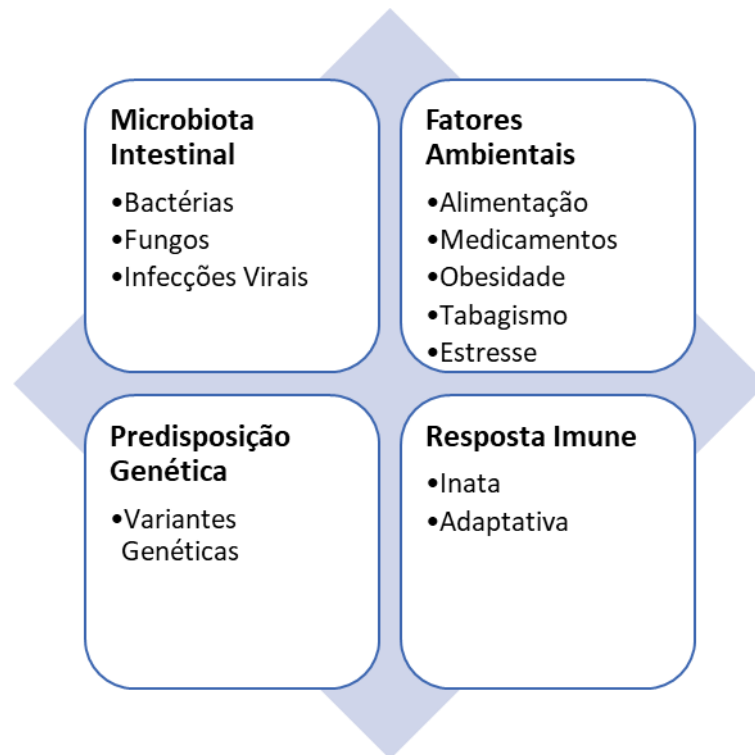 Microbiota
Intestinal
•Bactérias
•Fungos
•Infecções Virais
Fatores
Ambientais
•Alimentação
•Medicamentos
•Obesidade
•Tabagismo
•Estresse
Predisposição
Genética
•Variantes
Genéticas
Resposta Imune
•Inata
•Adaptativa